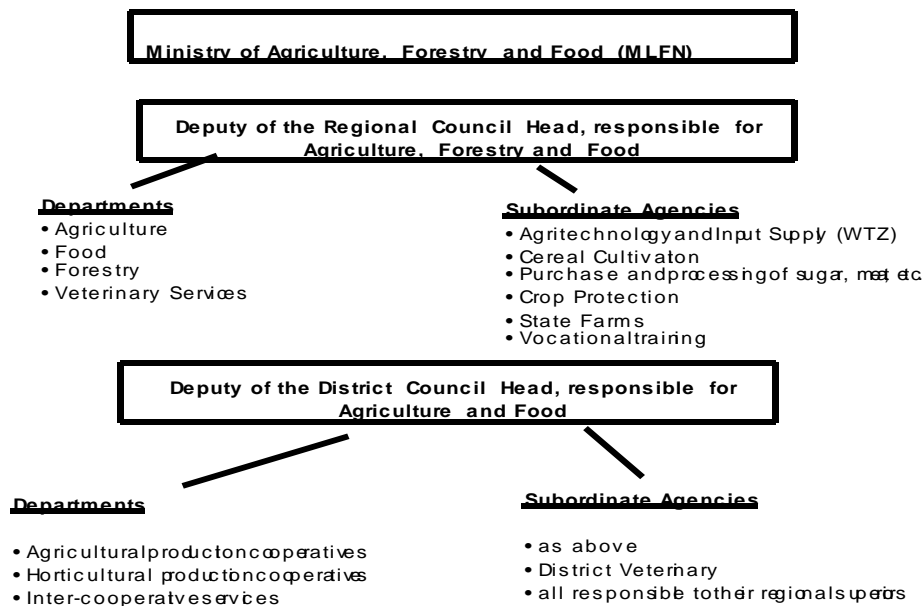 Ministry of Agriculture, Forestry and Food (MLFN)
Deputy of the Regional Council Head, responsible for
Agriculture, Forestry and Food
Departments
• Agriculture
• Food
• Forestry
• Veterinary Services
Subordinate Agencies
• Agritechnology and Input Supply (WTZ)
• Cereal Cultivaton
• Purchase and processing of sugar, meat, etc.
• Crop Protection
• State Farms
• Vocational training
Deputy of the District Council Head, responsible for
Agriculture and Food
Departments
• Agricultural producton cooperatives
• Horticultural production cooperatives
• Inter-cooperatve services
Subordinate Agencies
• as above
• District Veterinary
• all responsible to their regional superiors